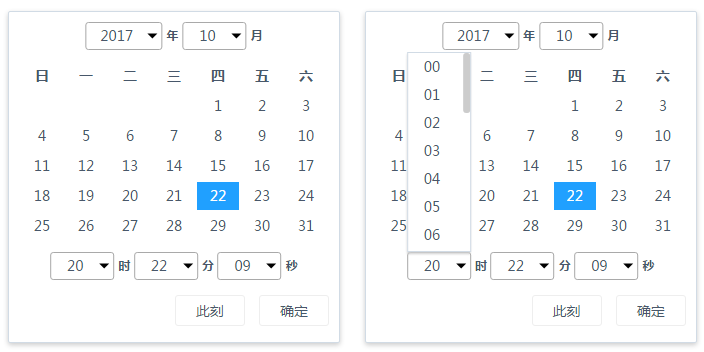 2017 年 10 月
日 一 二 三 四 五 六
1 2 3
4 5 6 7 8 9 10
11 12 13 14 15 16 17
18 19 20 21 22 23 24
25 26 27 28 29 30 31
20 时 22 分 09 秒
此刻 确定
2017 年 10 月
日 二 三 四 五 六
00
01
02
03
04
05
06
1 2 3
4 6 7 8 9 10
11 13 14 15 16 17
18 20 21 22 23 24
25 27 28 29 30 31
20 时 22 分 09 秒
此刻 确定